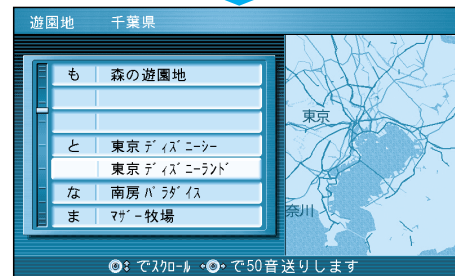 遊園地 千葉県
も 森の遊園地
と 東京ディズニーシー
東京ディズニーランド
な 南房パラダイス
ま マザー牧場
東京
奈川
でスクロール でで50音送りします